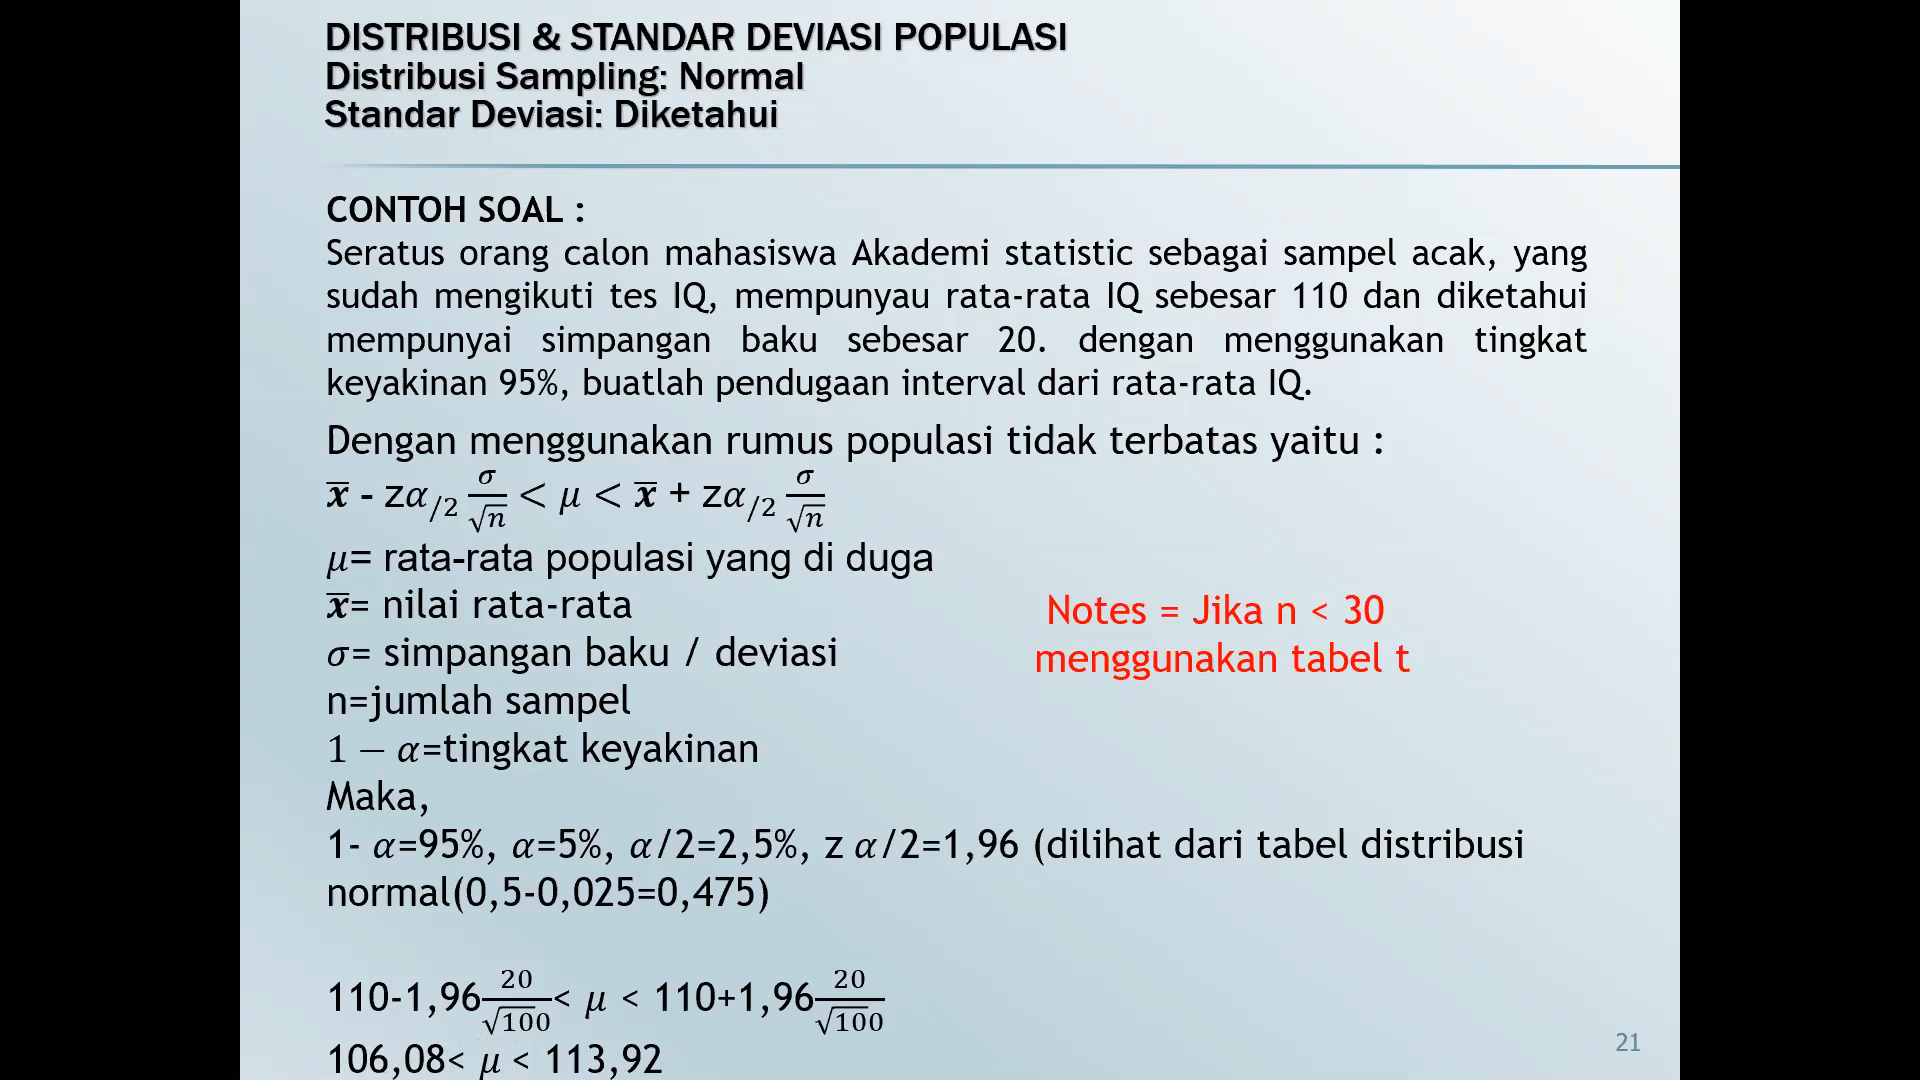 DISTRIBUSI & STANDAR DEVIASI POPULASI
Distribusi Sampling: Normal
Standar Deviasi: Diketahui
CONTOH SOAL :
Seratus orang calon mahasiswa Akademi statistic sebagai sampel acak, yang
sudah mengikuti tes IQ, mempunyau rata-rata IQ sebesar 110 dan diketahui
mempunyai simpangan baku sebesar 20. dengan menggunakan tingkat
keyakinan 95%, buatlah pendugaan interval dari rata-rata IQ.
Dengan menggunakan rumus populasi tidak terbatas yaitu :
x̅ - zα/2 σ/√n < μ < x̅ + zα/2 σ/√n
μ= rata-rata populasi yang di duga
x̅= nilai rata-rata
σ= simpangan baku / deviasi
n=jumlah sampel
1 − α=tingkat keyakinan
Notes = Jika n < 30
menggunakan tabel t
Maka,
1- α=95%, α=5%, α/2=2,5%, z α/2=1,96 (dilihat dari tabel distribusi
normal(0,5-0,025=0,475)
110-1,96 20/√100 < μ < 110+1,96 20/√100
106,08< μ < 113,92
21